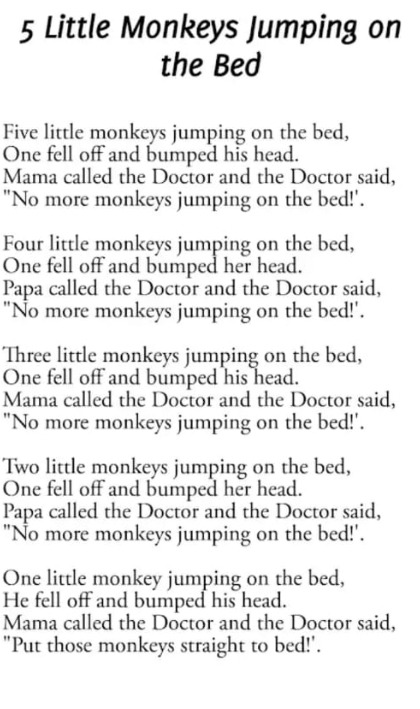 5 Little Monkeys Jumping on
the Bed
Five little monkeys jumping on the bed,
One fell off and bumped his head.
Mama called the Doctor and the Doctor said,
"No more monkeys jumping on the bed!'.
Four little monkeys jumping on the bed,
One fell off and bumped her head.
Papa called the Doctor and the Doctor said,
"No more monkeys jumping on the bed!'.
Three little monkeys jumping on the bed,
One fell off and bumped his head.
Mama called the Doctor and the Doctor said,
"No more monkeys jumping on the bed!'.
Two little monkeys jumping on the bed,
One fell off and bumped her head.
Papa called the Doctor and the Doctor said,
"No more monkeys jumping on the bed!'.
One little monkey jumping on the bed,
He fell off and bumped his head.
Mama called the Doctor and the Doctor said,
"Put those monkeys straight to bed!'.